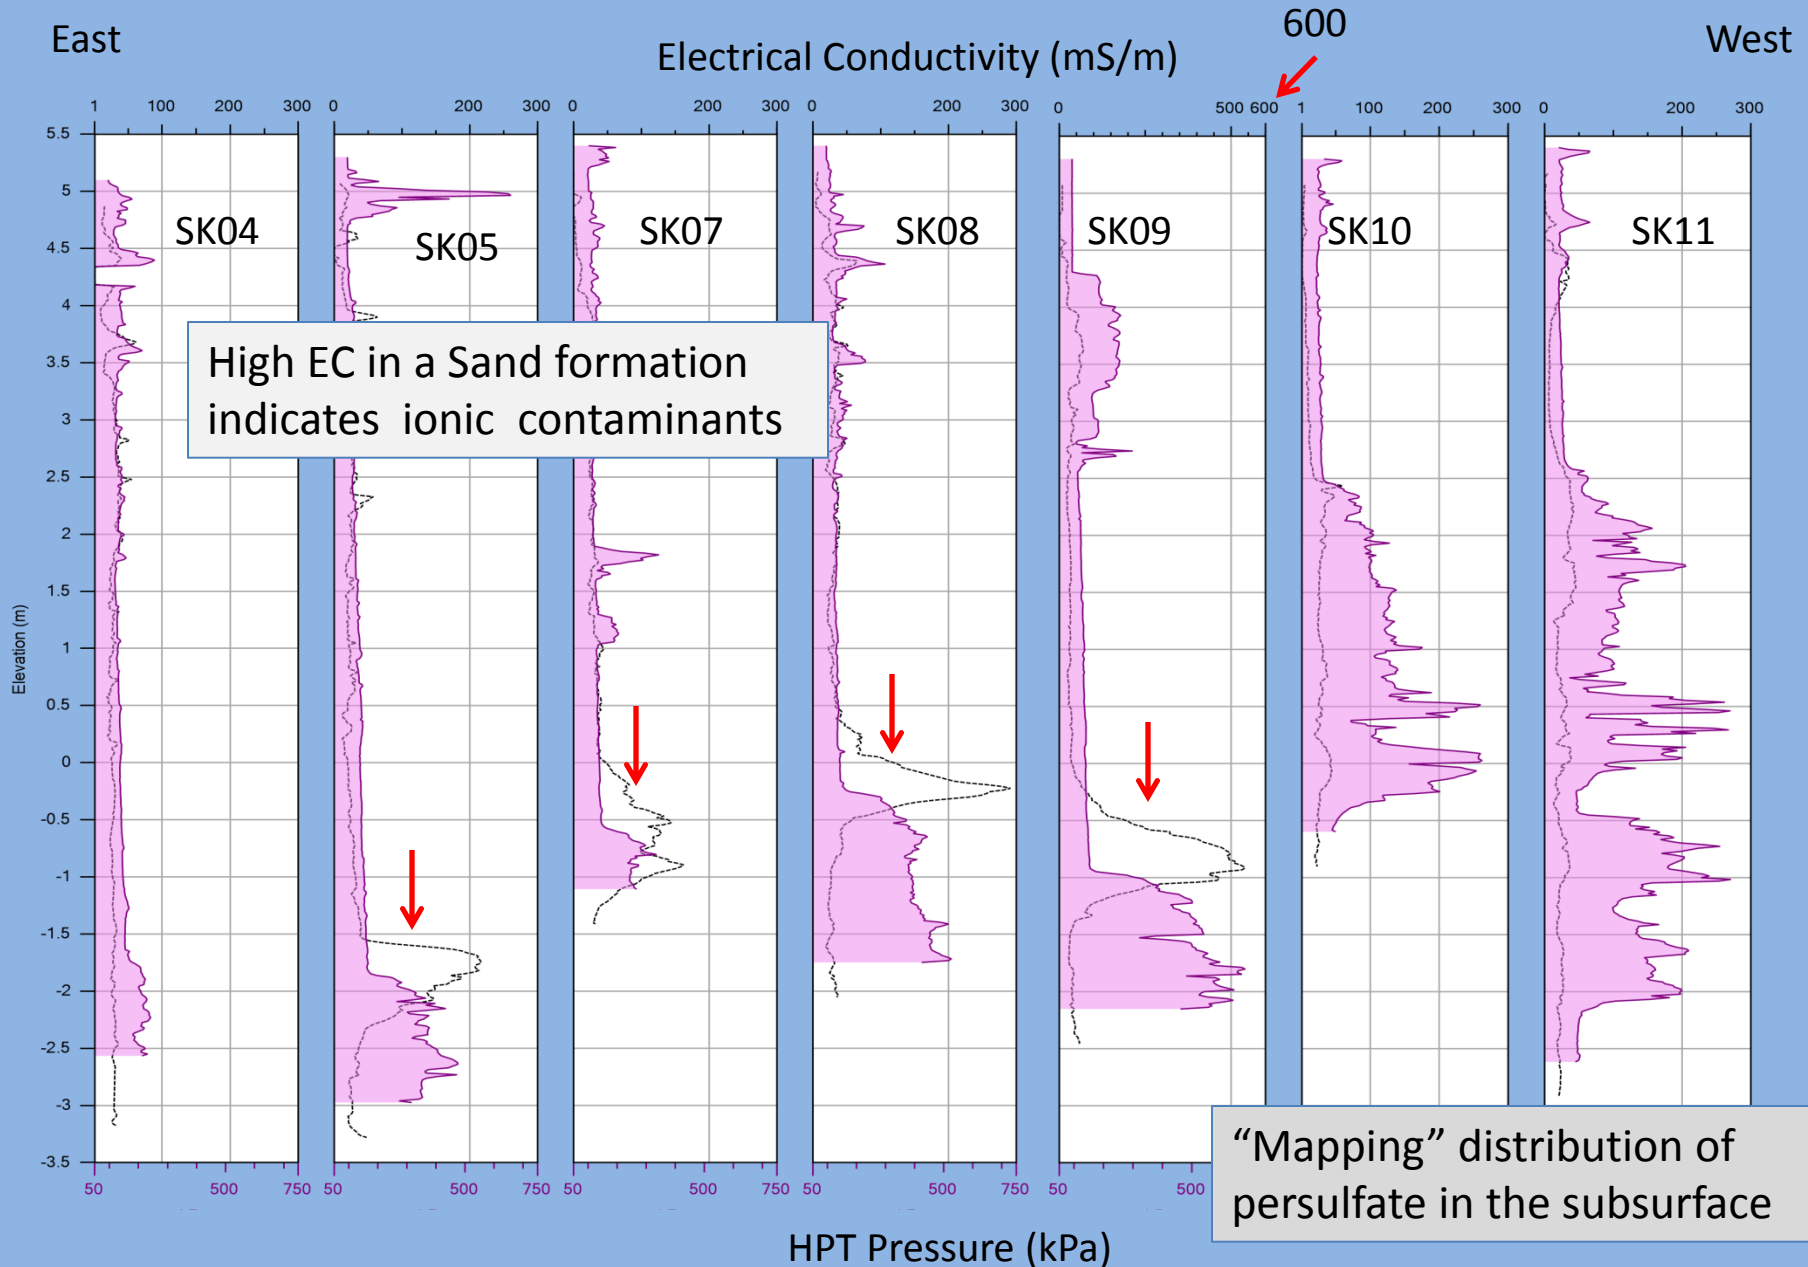 East
Electrical Conductivity (mS/m)
600
West
1 100 200 300
0 200 300
0 200 300
0 200 300
0 500 600
1 100 200 300
0 200 300
5.5
5
4.5
4
3.5
3
2.5
2
1.5
1
0.5
0
-0.5
-1
-1.5
-2
-2.5
-3
-3.5
Elevation (m)
SK04
SK05
SK07
SK08
SK09
SK10
SK11
High EC in a Sand formation
indicates ionic contaminants
50 500 750
50 500 750
50 500 750
50 500 750
50 500
"Mapping" distribution of
persulfate in the subsurface
HPT Pressure (kPa)